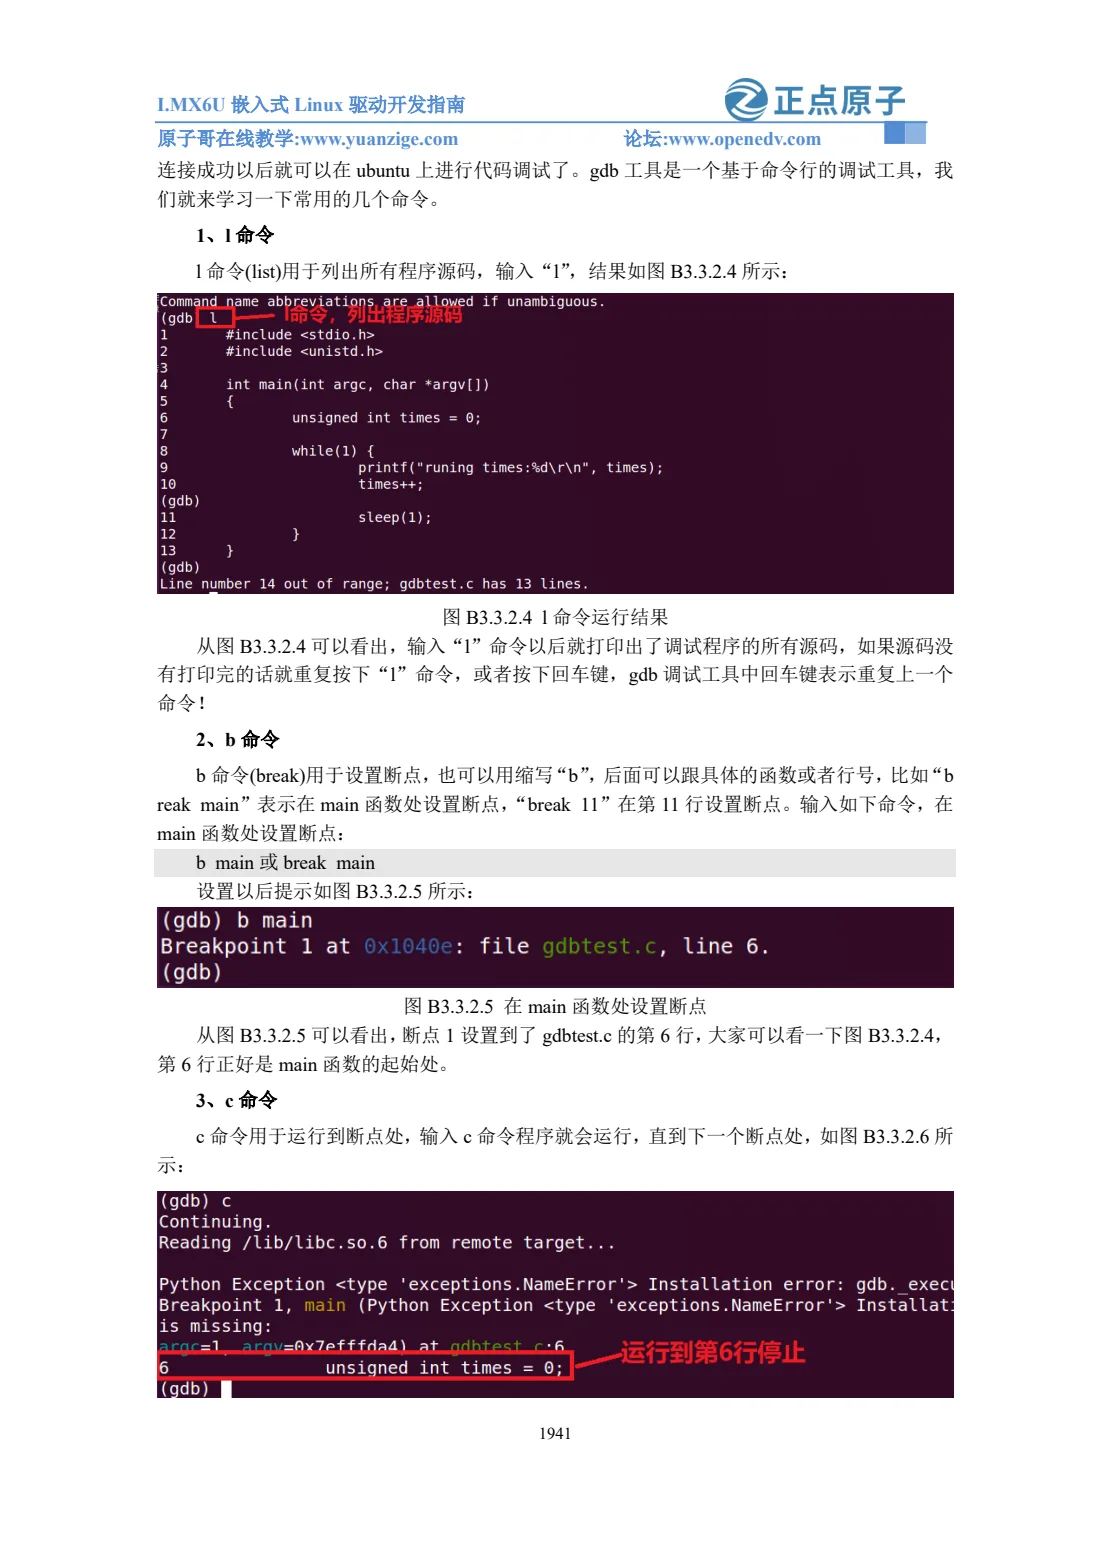 I.MX6U 嵌入式 Linux 驱动开发指南
正点原子
原子哥在线教学:www.yuanzige.com 论坛:www.openedv.com
连接成功以后就可以在 ubuntu 上进行代码调试了。gdb 工具是一个基于命令行的调试工具，我
们就来学习一下常用的几个命令。
1、l 命令
l 命令(list)用于列出所有程序源码，输入“l”，结果如图 B3.3.2.4 所示：
Command name abbreviations are allowed if unambiguous.
(gdb l l命令，列出程序源码
1 #include <stdio.h>
2 #include <unistd.h>
3
4 int main(int argc, char *argv[])
5 {
6 unsigned int times = 0;
7
8 while(1) {
9 printf("runing times:%d\r\n", times);
10 times++;
(gdb)
11 sleep(1);
12 }
13 }
(gdb)
Line number 14 out of range; gdbtest.c has 13 lines.
图 B3.3.2.4 l 命令运行结果
从图 B3.3.2.4 可以看出，输入“l”命令以后就打印出了调试程序的所有源码，如果源码没
有打印完的话就重复按下“l”命令，或者按下回车键，gdb 调试工具中回车键表示重复上一个
命令！
2、b 命令
b 命令(break)用于设置断点，也可以用缩写“b”，后面可以跟具体的函数或者行号，比如“b
reak main”表示在 main 函数处设置断点，“break 11”在第 11 行设置断点。输入如下命令，在
main 函数处设置断点：
b main 或 break main
设置以后提示如图 B3.3.2.5 所示：
(gdb) b main
Breakpoint 1 at 0x1040e: file gdbtest.c, line 6.
(gdb)
图 B3.3.2.5 在 main 函数处设置断点
从图 B3.3.2.5 可以看出，断点 1 设置到了 gdbtest.c 的第 6 行，大家可以看一下图 B3.3.2.4，
第 6 行正好是 main 函数的起始处。
3、c 命令
c 命令用于运行到断点处，输入 c 命令程序就会运行，直到下一个断点处，如图 B3.3.2.6 所
示：
(gdb) c
Continuing.
Reading /lib/libc.so.6 from remote target...
Python Exception <type 'exceptions.NameError'> Installation error: gdb._execu
Breakpoint 1, main (Python Exception <type 'exceptions.NameError'> Installati
is missing:
argc=1, argv=0x7efffda4) at gdbtest.c:6
6 unsigned int times = 0; 运行到第6行停止
(gdb)
1941